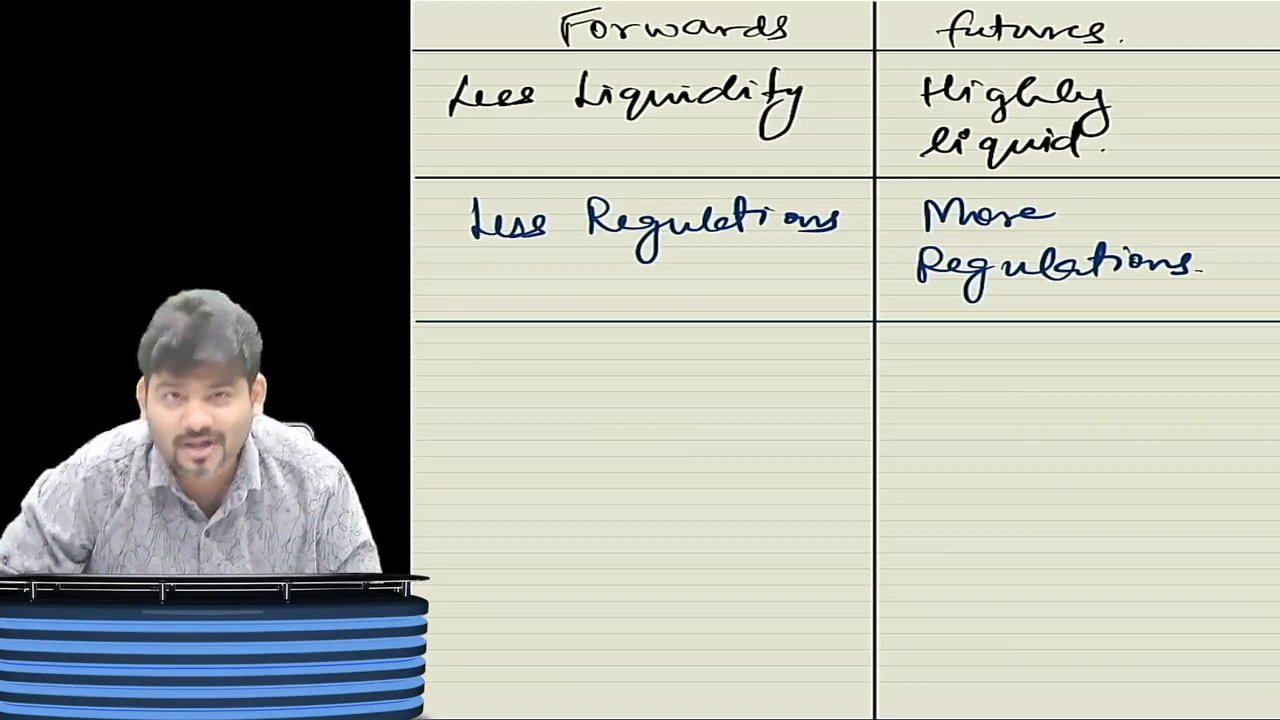 Forwards futures.
Less Liquidity Highly
liquid.
Less Regulations More
Regulations.